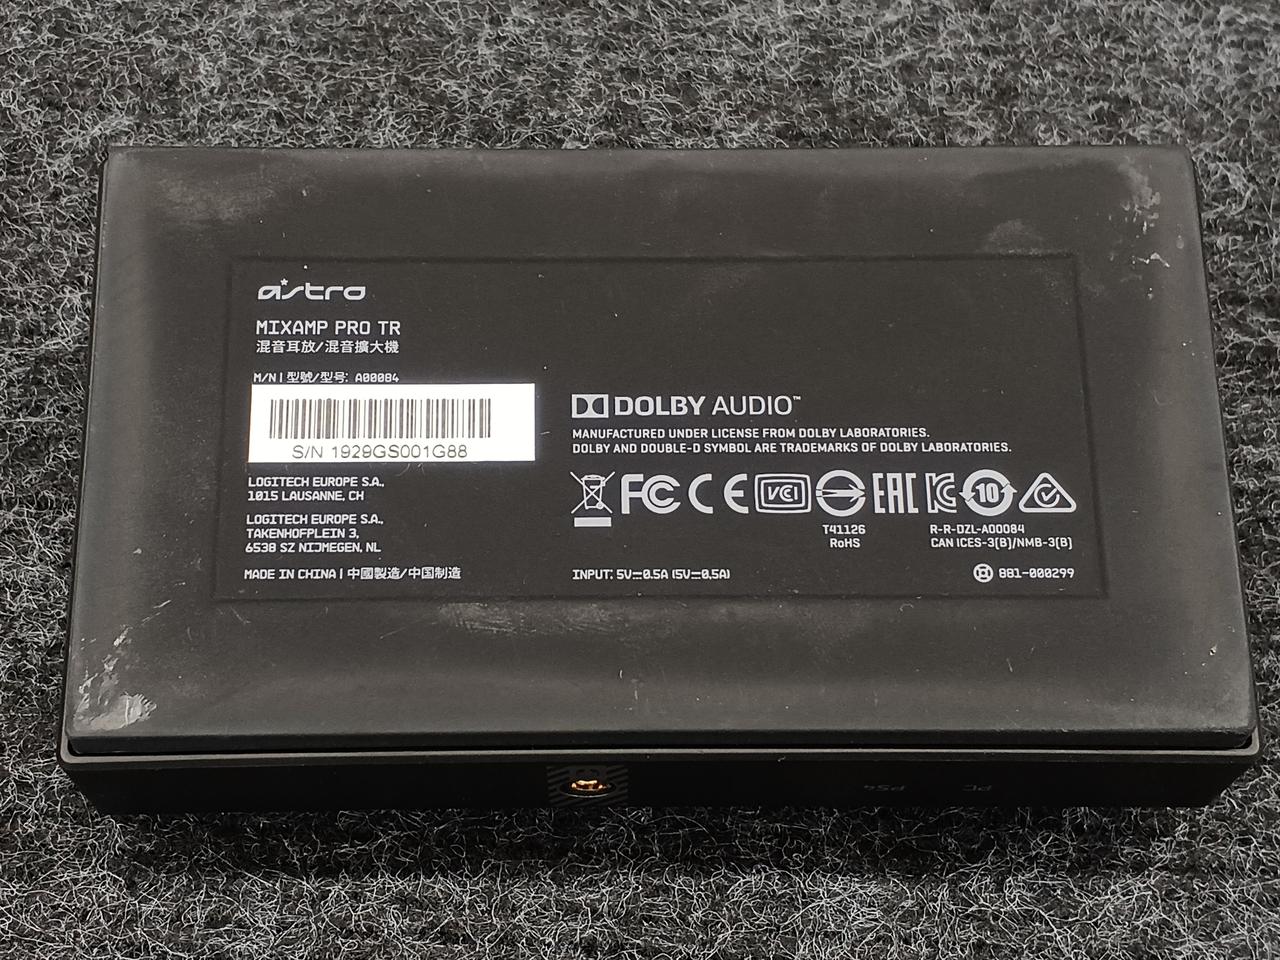 astro
MIXAMP PRO TR
混音耳放/混音擴大機
M/N | 型號/型号: A00084
S/N 1929GS001G88
LOGITECH EUROPE S.A.,
1015 LAUSANNE, CH
LOGITECH EUROPE S.A.,
TAKENHOFPLEIN 3,
6538 SZ NIJMEGEN, NL
MADE IN CHINA | 中國製造/中国制造
DOLBY AUDIO™
MANUFACTURED UNDER LICENSE FROM DOLBY LABORATORIES.
DOLBY AND DOUBLE-D SYMBOL ARE TRADEMARKS OF DOLBY LABORATORIES.
FC CE VCI EAC KC 10
T41126
RoHS
R-R-DZL-A00084
CAN ICES-3(B)/NMB-3(B)
INPUT: 5V⎓0.5A (5V⎓0,5A)
881-000299
PS4 PC